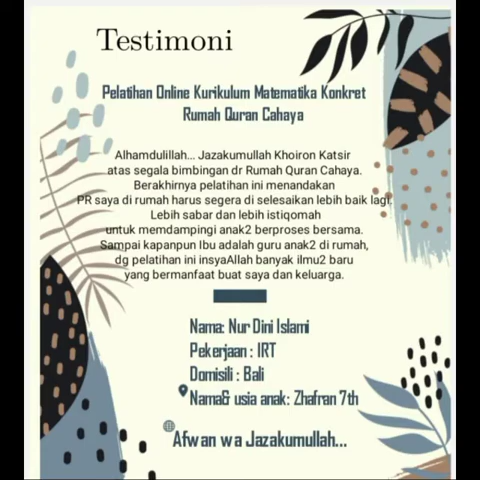 Testimoni
Pelatihan Online Kurikulum Matematika Konkret
Rumah Quran Cahaya
Alhamdulillah... Jazakumullah Khoiron Katsir
atas segala bimbingan dr Rumah Quran Cahaya.
Berakhirnya pelatihan ini menandakan
PR saya di rumah harus segera di selesaikan lebih baik lagi.
Lebih sabar dan lebih istiqomah
untuk memdampingi anak2 berproses bersama.
Sampai kapanpun Ibu adalah guru anak2 di rumah,
dg pelatihan ini insyaAllah banyak ilmu2 baru
yang bermanfaat buat saya dan keluarga.
Nama: Nur Dini Islami
Pekerjaan : IRT
Domisili : Bali
Nama& usia anak: Zhafran 7th
Afwan wa Jazakumullah...